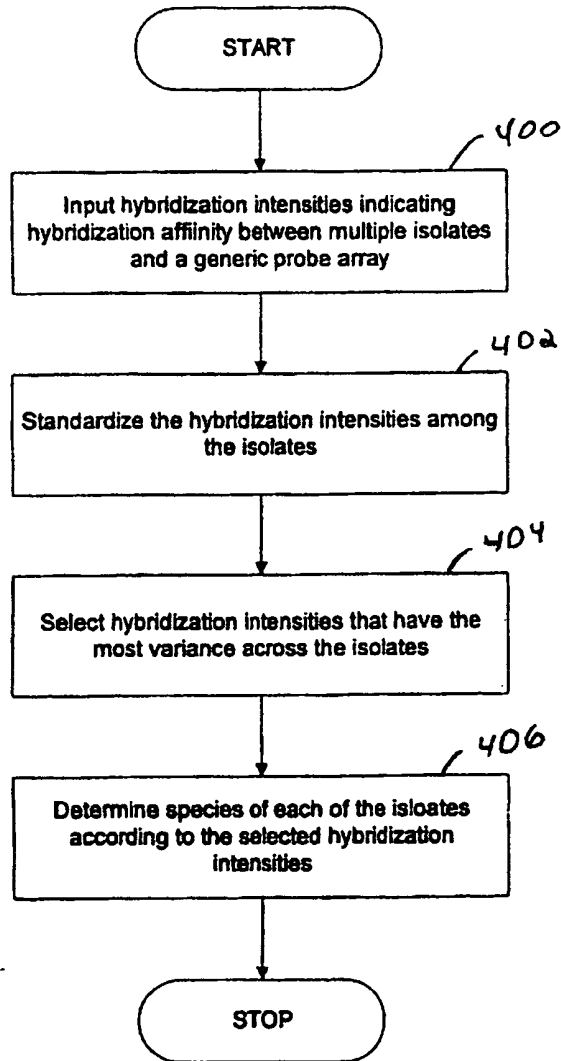 START
400
Input hybridization intensities indicating
hybridization affinity between multiple isolates
and a generic probe array
402
Standardize the hybridization intensities among
the isolates
404
Select hybridization intensities that have the
most variance across the isolates
406
Determine species of each of the isloates
according to the selected hybridization
intensities
STOP